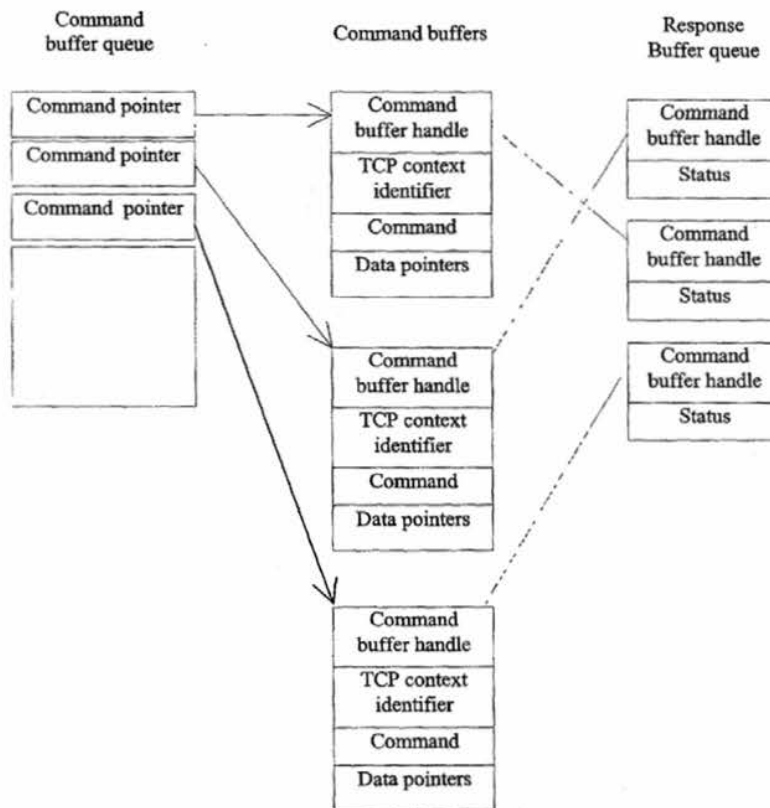 Command
buffer queue
Command buffers
Response
Buffer queue
Command pointer
Command pointer
Command pointer
Command
buffer handle
TCP context
identifier
Command
Data pointers
Command
buffer handle
TCP context
identifier
Command
Data pointers
Command
buffer handle
TCP context
identifier
Command
Data pointers
Command
buffer handle
Status
Command
buffer handle
Status
Command
buffer handle
Status